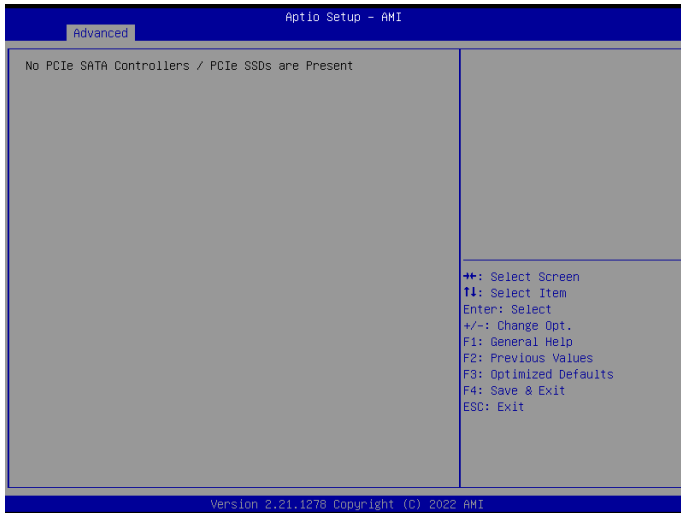 Aptio Setup – AMI
Advanced
No PCIe SATA Controllers / PCIe SSDs are Present
→←: Select Screen
↑↓: Select Item
Enter: Select
+/-: Change Opt.
F1: General Help
F2: Previous Values
F3: Optimized Defaults
F4: Save & Exit
ESC: Exit
Version 2.21.1278 Copyright (C) 2022 AMI